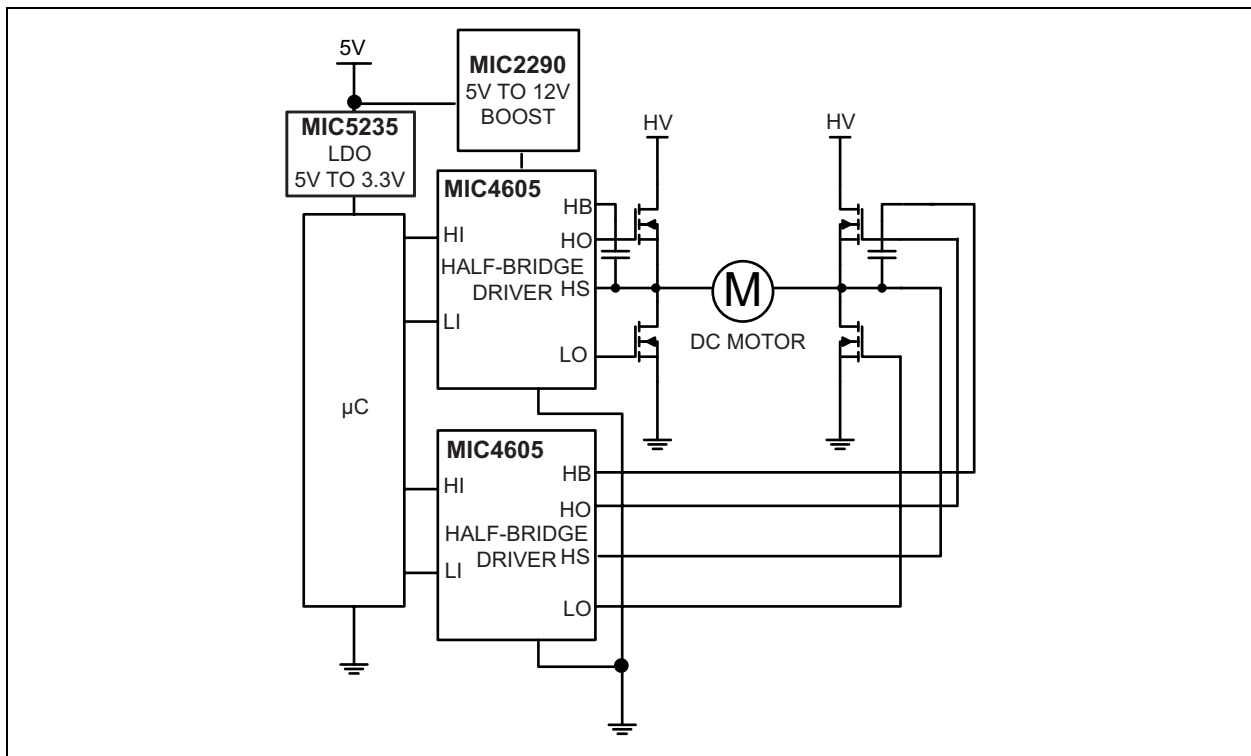 5V
MIC2290
5V TO 12V
BOOST
MIC5235
LDO
5V TO 3.3V
HV
HV
MIC4605
HB
HI
HO
HALF-BRIDGE
DRIVER
HS
LI
LO
M
DC MOTOR
µC
MIC4605
HB
HI
HO
HALF-BRIDGE
DRIVER
HS
LI
LO